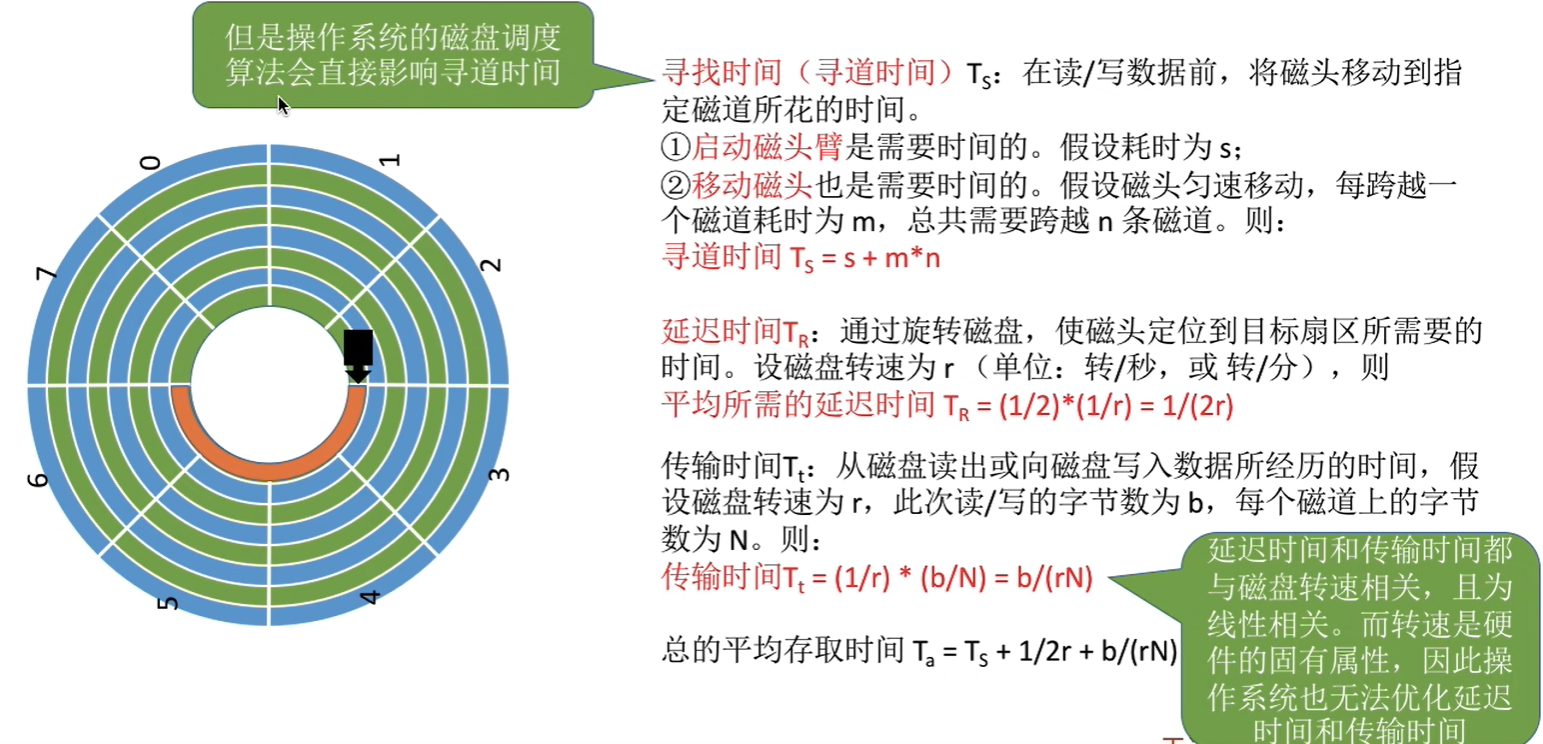 但是操作系统的磁盘调度
算法会直接影响寻道时间
寻找时间（寻道时间）TS：在读/写数据前，将磁头移动到指
定磁道所花的时间。
①启动磁头臂是需要时间的。假设耗时为 s；
②移动磁头也是需要时间的。假设磁头匀速移动，每跨越一
个磁道耗时为 m，总共需要跨越 n 条磁道。则：
寻道时间 TS = s + m*n
延迟时间TR：通过旋转磁盘，使磁头定位到目标扇区所需要的
时间。设磁盘转速为 r （单位：转/秒，或 转/分），则
平均所需的延迟时间 TR = (1/2)*(1/r) = 1/(2r)
传输时间Tt：从磁盘读出或向磁盘写入数据所经历的时间，假
设磁盘转速为 r，此次读/写的字节数为 b，每个磁道上的字节
数为 N。则：
传输时间Tt = (1/r) * (b/N) = b/(rN)
总的平均存取时间 Ta = TS + 1/2r + b/(rN)
延迟时间和传输时间都
与磁盘转速相关，且为
线性相关。而转速是硬
件的固有属性，因此操
作系统也无法优化延迟
时间和传输时间
0
1
2
3
4
5
6
7